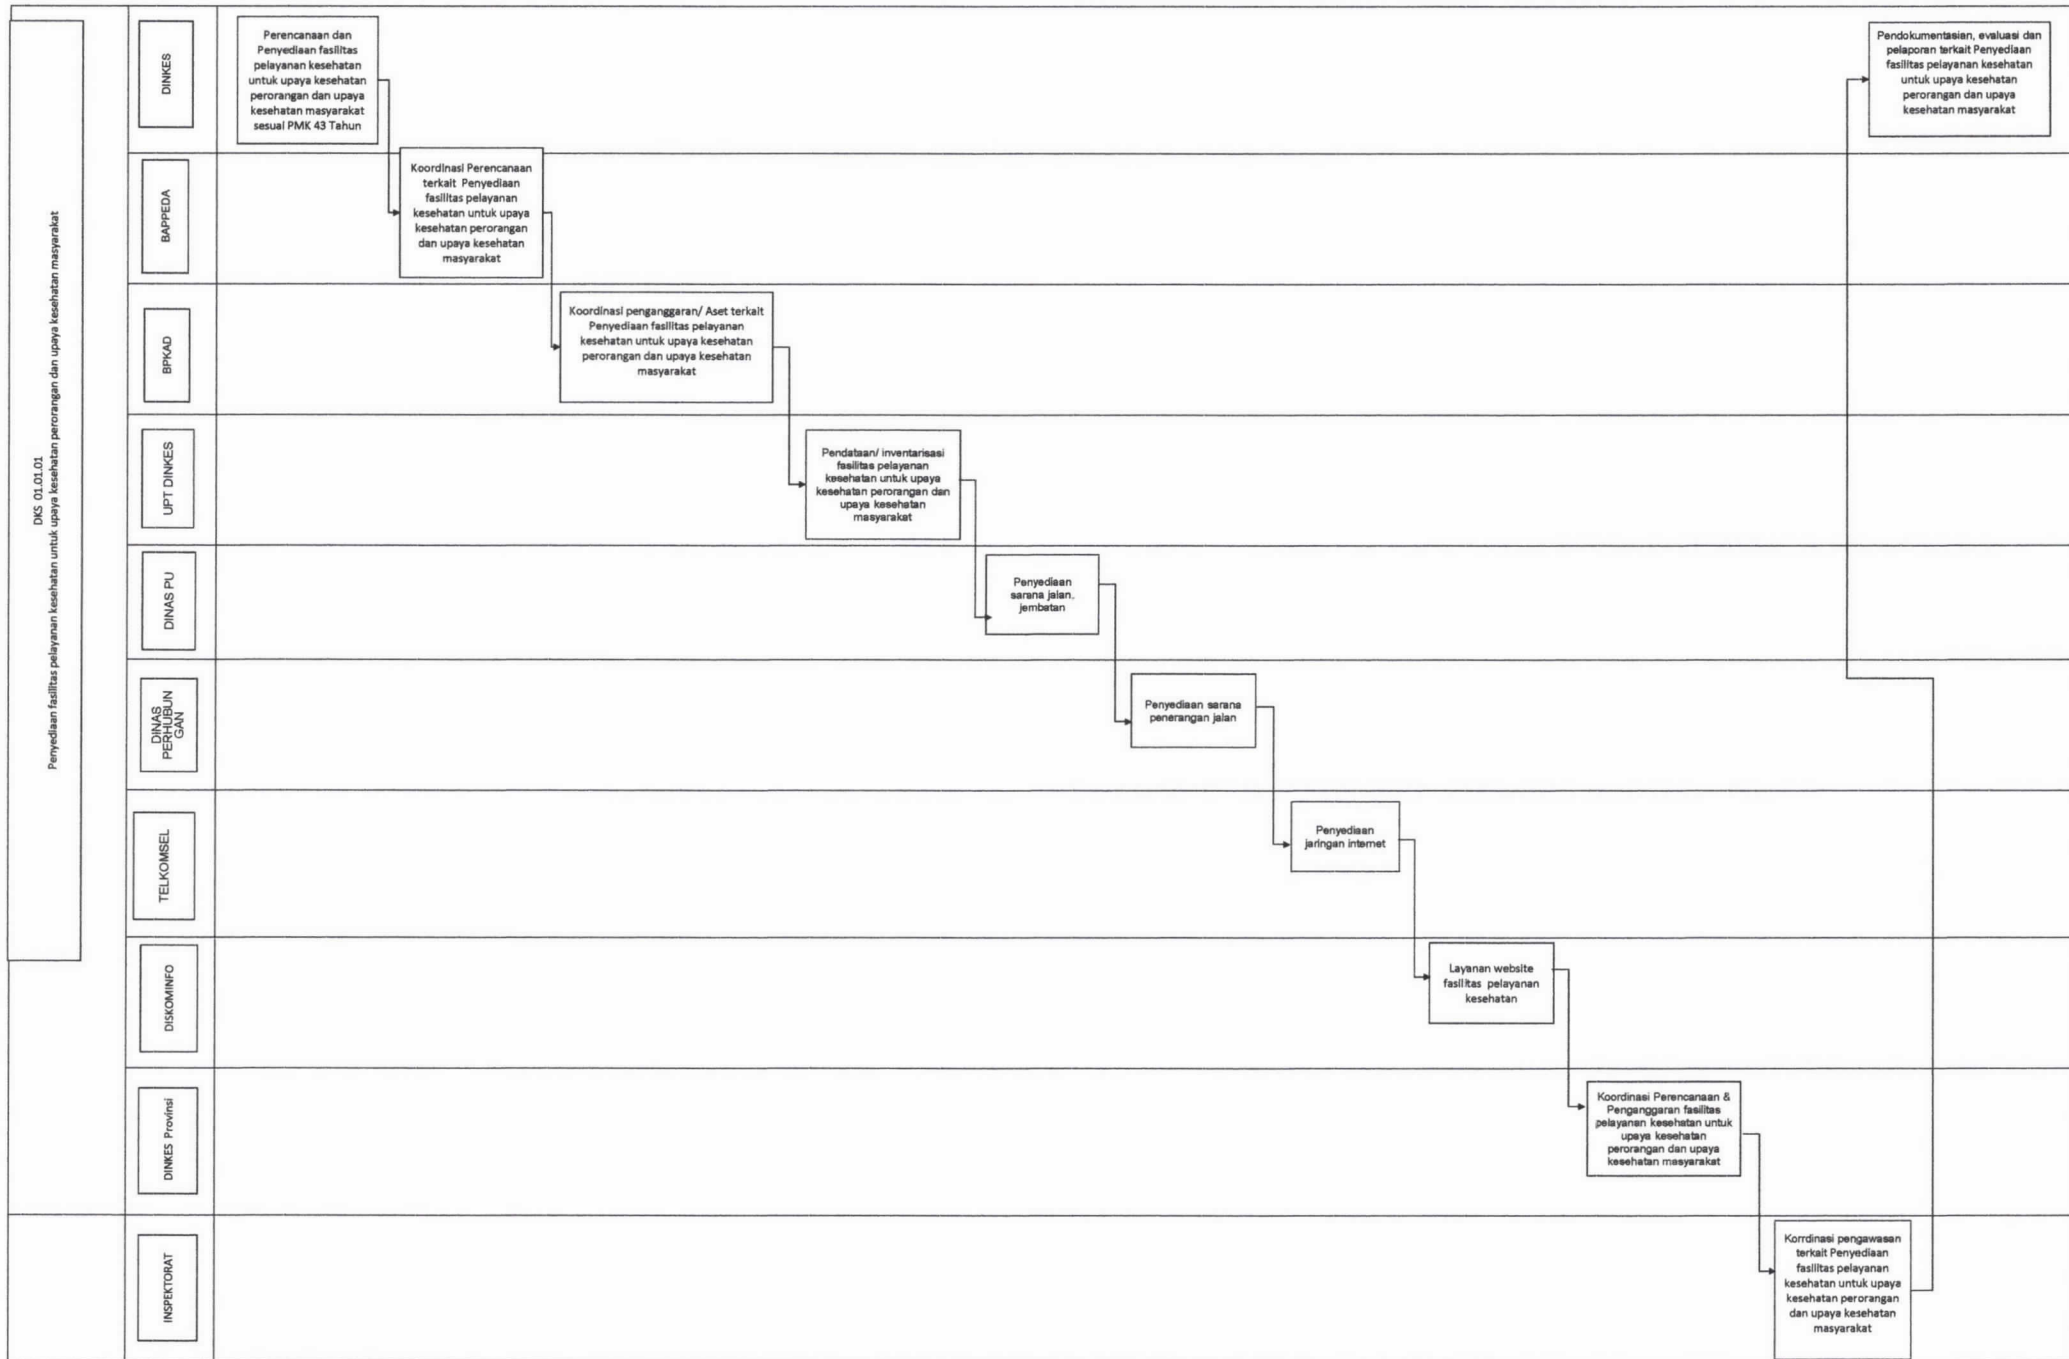 DKS 01.01.01
Penyediaan fasilitas pelayanan kesehatan untuk upaya kesehatan perorangan dan upaya kesehatan masyarakat
DINKES
Perencanaan dan
Penyediaan fasilitas
pelayanan kesehatan
untuk upaya kesehatan
perorangan dan upaya
kesehatan masyarakat
sesuai PMK 43 Tahun
Pendokumentasian, evaluasi dan
pelaporan terkait Penyediaan
fasilitas pelayanan kesehatan
untuk upaya kesehatan
perorangan dan upaya
kesehatan masyarakat
BAPPEDA
Koordinasi Perencanaan
terkait Penyediaan
fasilitas pelayanan
kesehatan untuk upaya
kesehatan perorangan
dan upaya kesehatan
masyarakat
BPKAD
Koordinasi penganggaran/ Aset terkait
Penyediaan fasilitas pelayanan
kesehatan untuk upaya kesehatan
perorangan dan upaya kesehatan
masyarakat
UPT DINKES
Pendataan/ inventarisasi
fasilitas pelayanan
kesehatan untuk upaya
kesehatan perorangan dan
upaya kesehatan
masyarakat
DINAS PU
Penyediaan
sarana jalan,
jembatan
DINAS
PERHUBUN
GAN
Penyediaan sarana
penerangan jalan
TELKOMSEL
Penyediaan
jaringan internet
DISKOMINFO
Layanan website
fasilitas pelayanan
kesehatan
DINKES Provinsi
Koordinasi Perencanaan &
Penganggaran fasilitas
pelayanan kesehatan untuk
upaya kesehatan
perorangan dan upaya
kesehatan masyarakat
INSPEKTORAT
Korrdinasi pengawasan
terkait Penyediaan
fasilitas pelayanan
kesehatan untuk upaya
kesehatan perorangan
dan upaya kesehatan
masyarakat